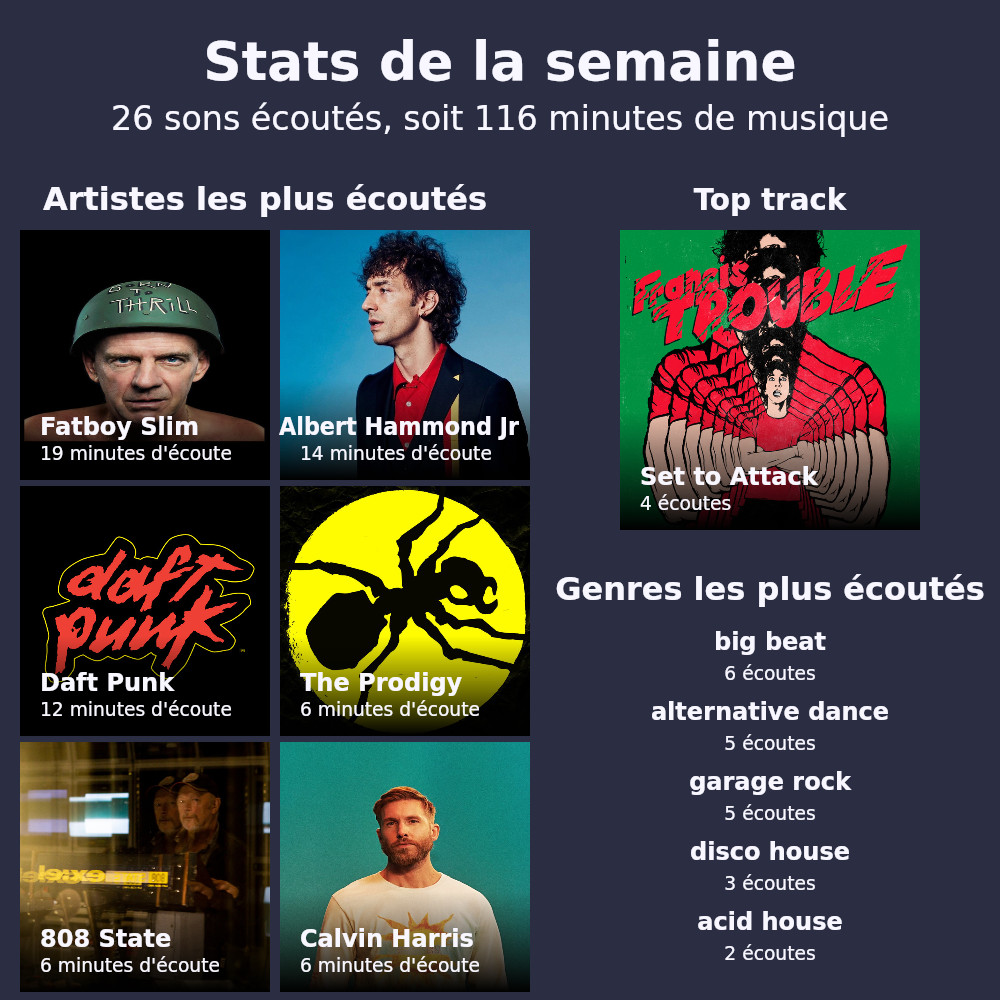 Stats de la semaine
26 sons écoutés, soit 116 minutes de musique
Artistes les plus écoutés
THRILL
Fatboy Slim
19 minutes d'écoute
Albert Hammond Jr
14 minutes d'écoute
daft
punk
Daft Punk
12 minutes d'écoute
The Prodigy
6 minutes d'écoute
808 State
6 minutes d'écoute
Calvin Harris
6 minutes d'écoute
Top track
Francis
TROUBLE
Set to Attack
4 écoutes
Genres les plus écoutés
big beat
6 écoutes
alternative dance
5 écoutes
garage rock
5 écoutes
disco house
3 écoutes
acid house
2 écoutes